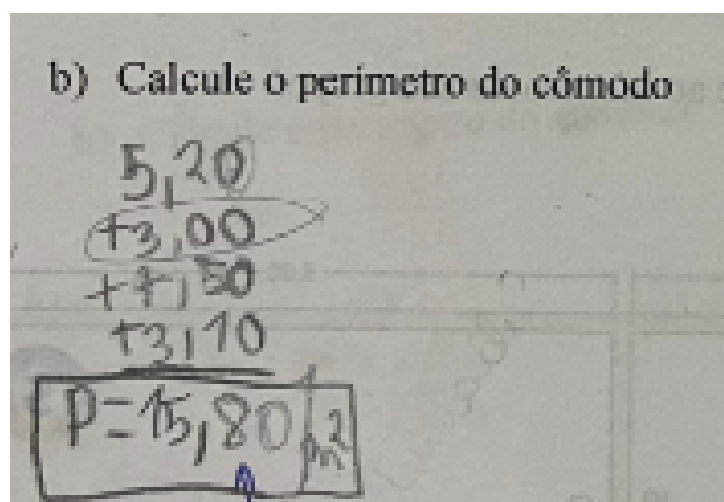 b) Calcule o perímetro do cômodo
5,20
+3,00
+4,50
+3,10
P=15,80 m²